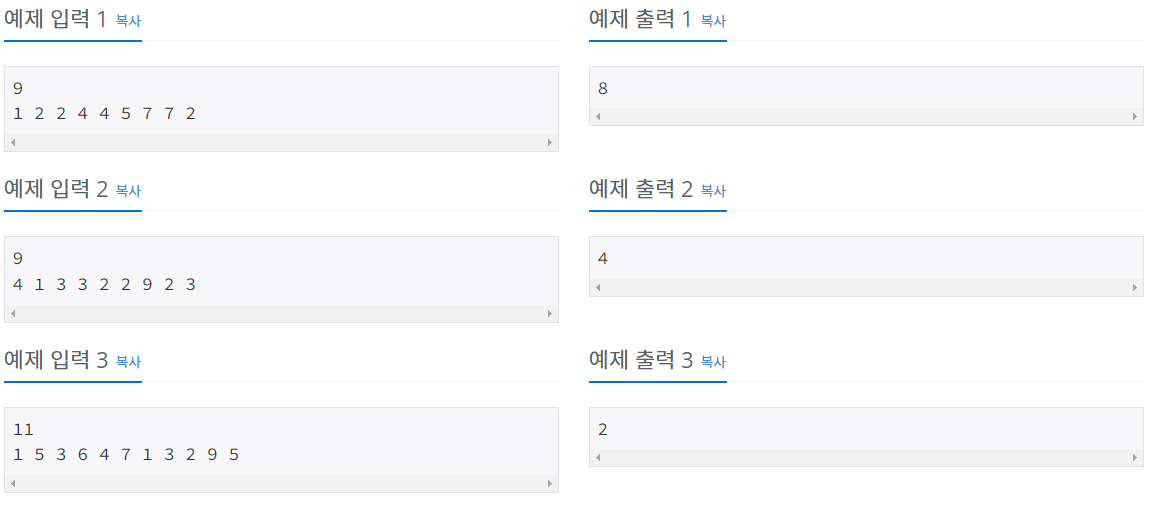 예제 입력 1 복사
예제 출력 1 복사
9
1 2 2 4 4 5 7 7 2
8
예제 입력 2 복사
예제 출력 2 복사
9
4 1 3 3 2 2 9 2 3
4
예제 입력 3 복사
예제 출력 3 복사
11
1 5 3 6 4 7 1 3 2 9 5
2